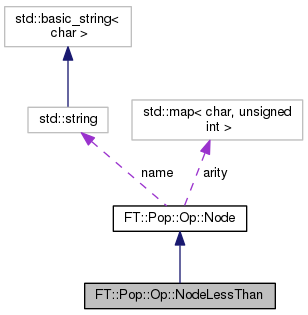 std::basic_string<
char >
std::string
std::map< char, unsigned
int >
name
arity
FT::Pop::Op::Node
FT::Pop::Op::NodeLessThan